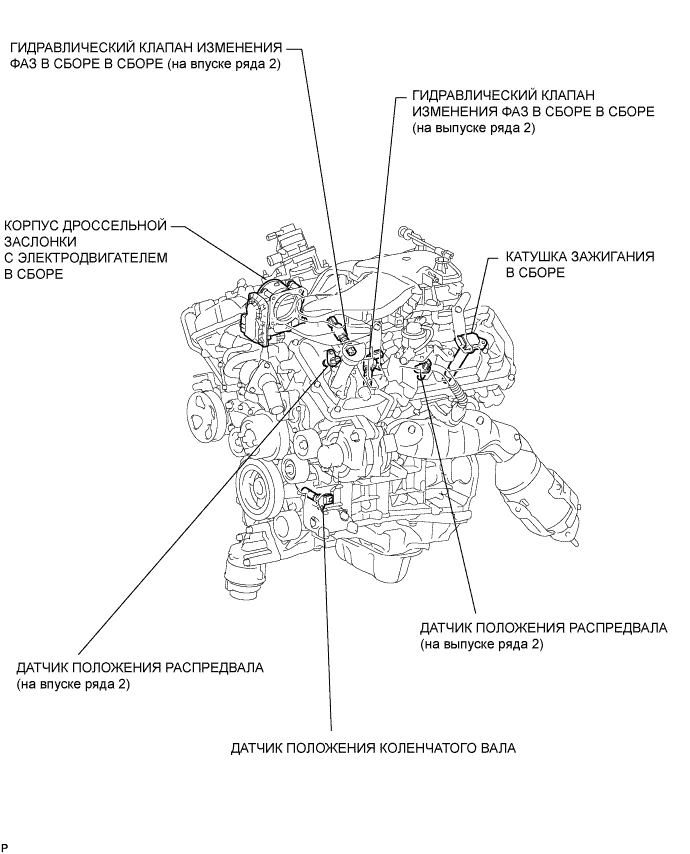 ГИДРАВЛИЧЕСКИЙ КЛАПАН ИЗМЕНЕНИЯ
ФАЗ В СБОРЕ В СБОРЕ (на впуске ряда 2)
ГИДРАВЛИЧЕСКИЙ КЛАПАН
ИЗМЕНЕНИЯ ФАЗ В СБОРЕ В СБОРЕ
(на выпуске ряда 2)
КОРПУС ДРОССЕЛЬНОЙ
ЗАСЛОНКИ
С ЭЛЕКТРОДВИГАТЕЛЕМ
В СБОРЕ
КАТУШКА ЗАЖИГАНИЯ
В СБОРЕ
ДАТЧИК ПОЛОЖЕНИЯ РАСПРЕДВАЛА
(на выпуске ряда 2)
ДАТЧИК ПОЛОЖЕНИЯ РАСПРЕДВАЛА
(на впуске ряда 2)
ДАТЧИК ПОЛОЖЕНИЯ КОЛЕНЧАТОГО ВАЛА
P